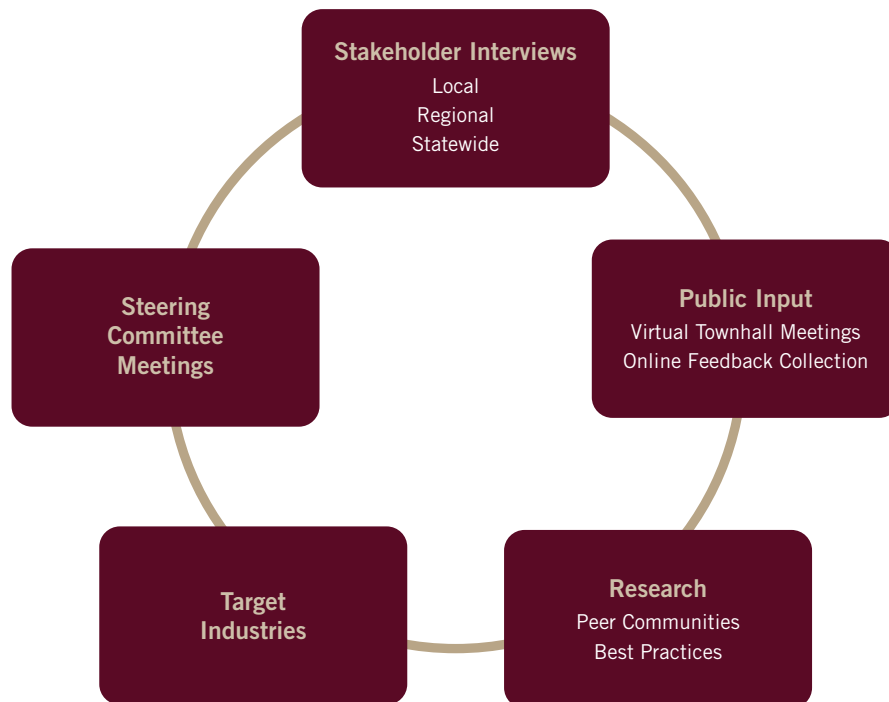 Stakeholder Interviews
Local
Regional
Statewide
Public Input
Virtual Townhall Meetings
Online Feedback Collection
Research
Peer Communities
Best Practices
Target
Industries
Steering
Committee
Meetings